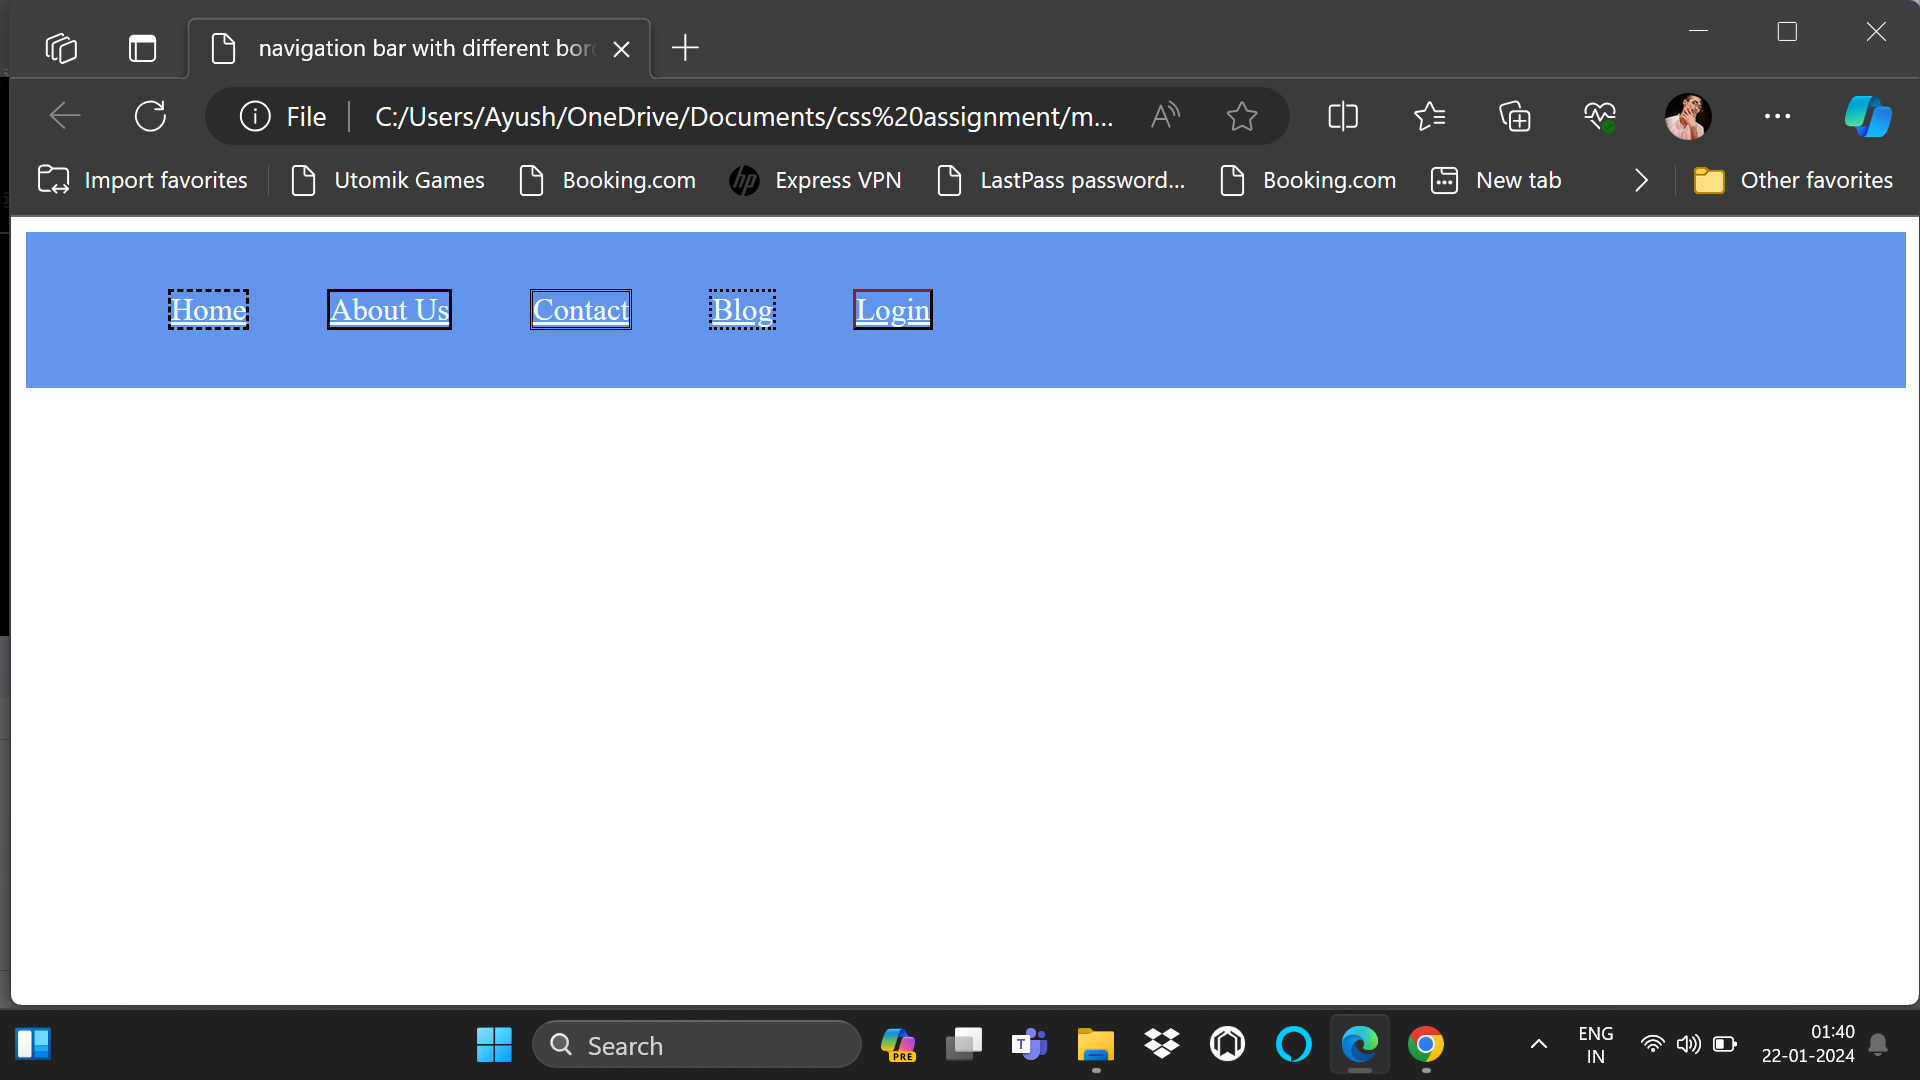 navigation bar with different bor
File C:/Users/Ayush/OneDrive/Documents/css%20assignment/m...
Import favorites Utomik Games Booking.com Express VPN LastPass password... Booking.com New tab Other favorites
Home About Us Contact Blog Login
Search
PRE
T
ENG
IN
01:40
22-01-2024